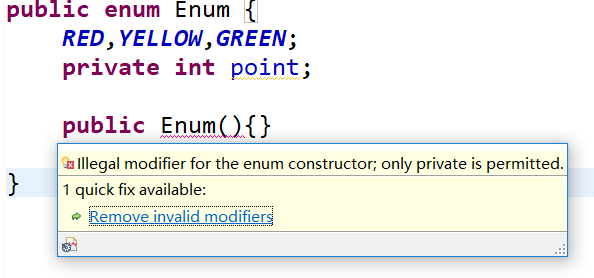 public enum Enum {
RED,YELLOW,GREEN;
private int point;
public Enum(){}
Illegal modifier for the enum constructor; only private is permitted.
}
1 quick fix available:
Remove invalid modifiers